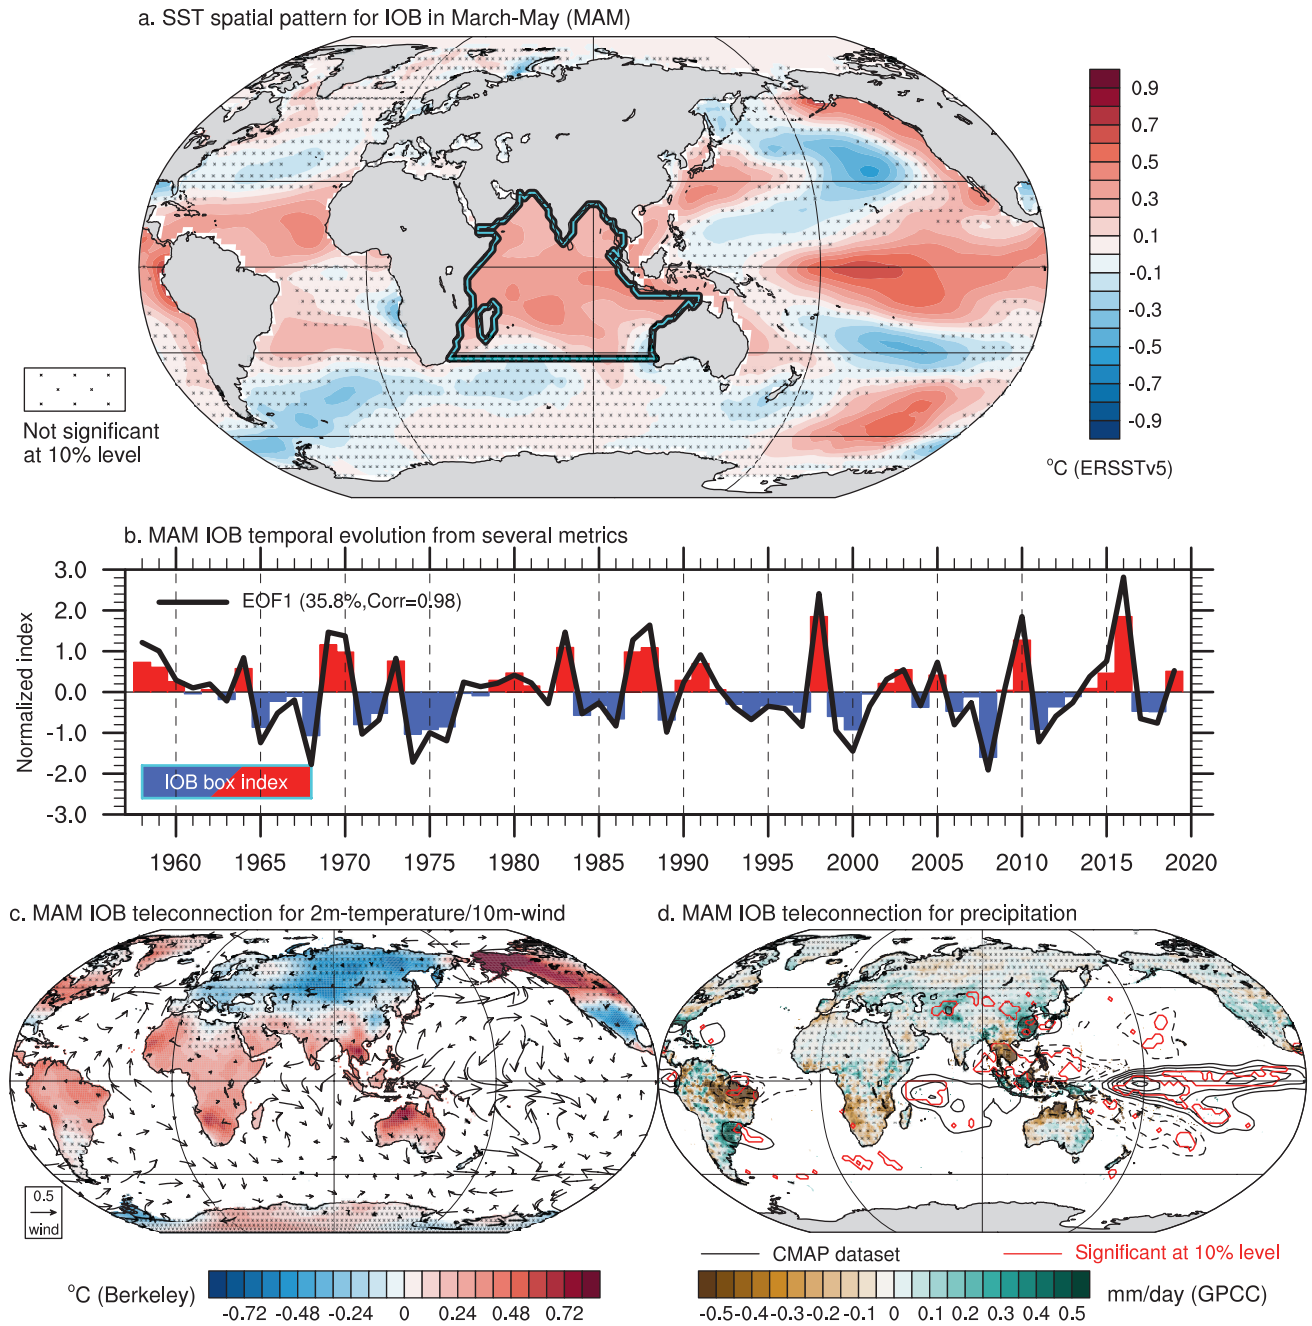 a. SST spatial pattern for IOB in March-May (MAM)
0.9
0.7
0.5
0.3
0.1
-0.1
-0.3
-0.5
-0.7
-0.9
°C (ERSSTv5)
Not significant
at 10% level
b. MAM IOB temporal evolution from several metrics
3.0
2.0
1.0
0.0
-1.0
-2.0
-3.0
Normalized index
EOF1 (35.8%,Corr=0.98)
IOB box index
1960 1965 1970 1975 1980 1985 1990 1995 2000 2005 2010 2015 2020
c. MAM IOB teleconnection for 2m-temperature/10m-wind
0.5
wind
°C (Berkeley)
-0.72 -0.48 -0.24 0 0.24 0.48 0.72
d. MAM IOB teleconnection for precipitation
CMAP dataset
Significant at 10% level
-0.5 -0.4 -0.3 -0.2 -0.1 0 0.1 0.2 0.3 0.4 0.5
mm/day (GPCC)